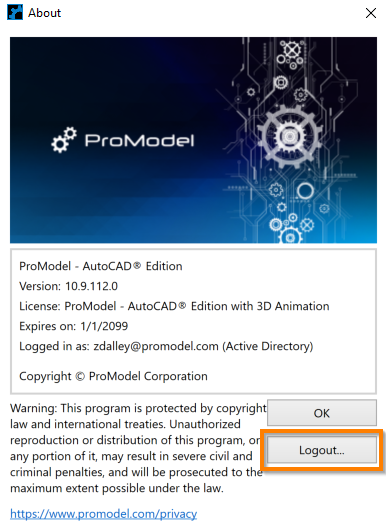 About
ProModel
ProModel - AutoCAD® Edition
Version: 10.9.112.0
License: ProModel - AutoCAD® Edition with 3D Animation
Expires on: 1/1/2099
Logged in as: zdalley@promodel.com (Active Directory)
Copyright © ProModel Corporation
Warning: This program is protected by copyright
law and international treaties. Unauthorized
reproduction or distribution of this program, or
any portion of it, may result in severe civil and
criminal penalties, and will be prosecuted to the
maximum extent possible under the law.
OK
Logout...
https://www.promodel.com/privacy